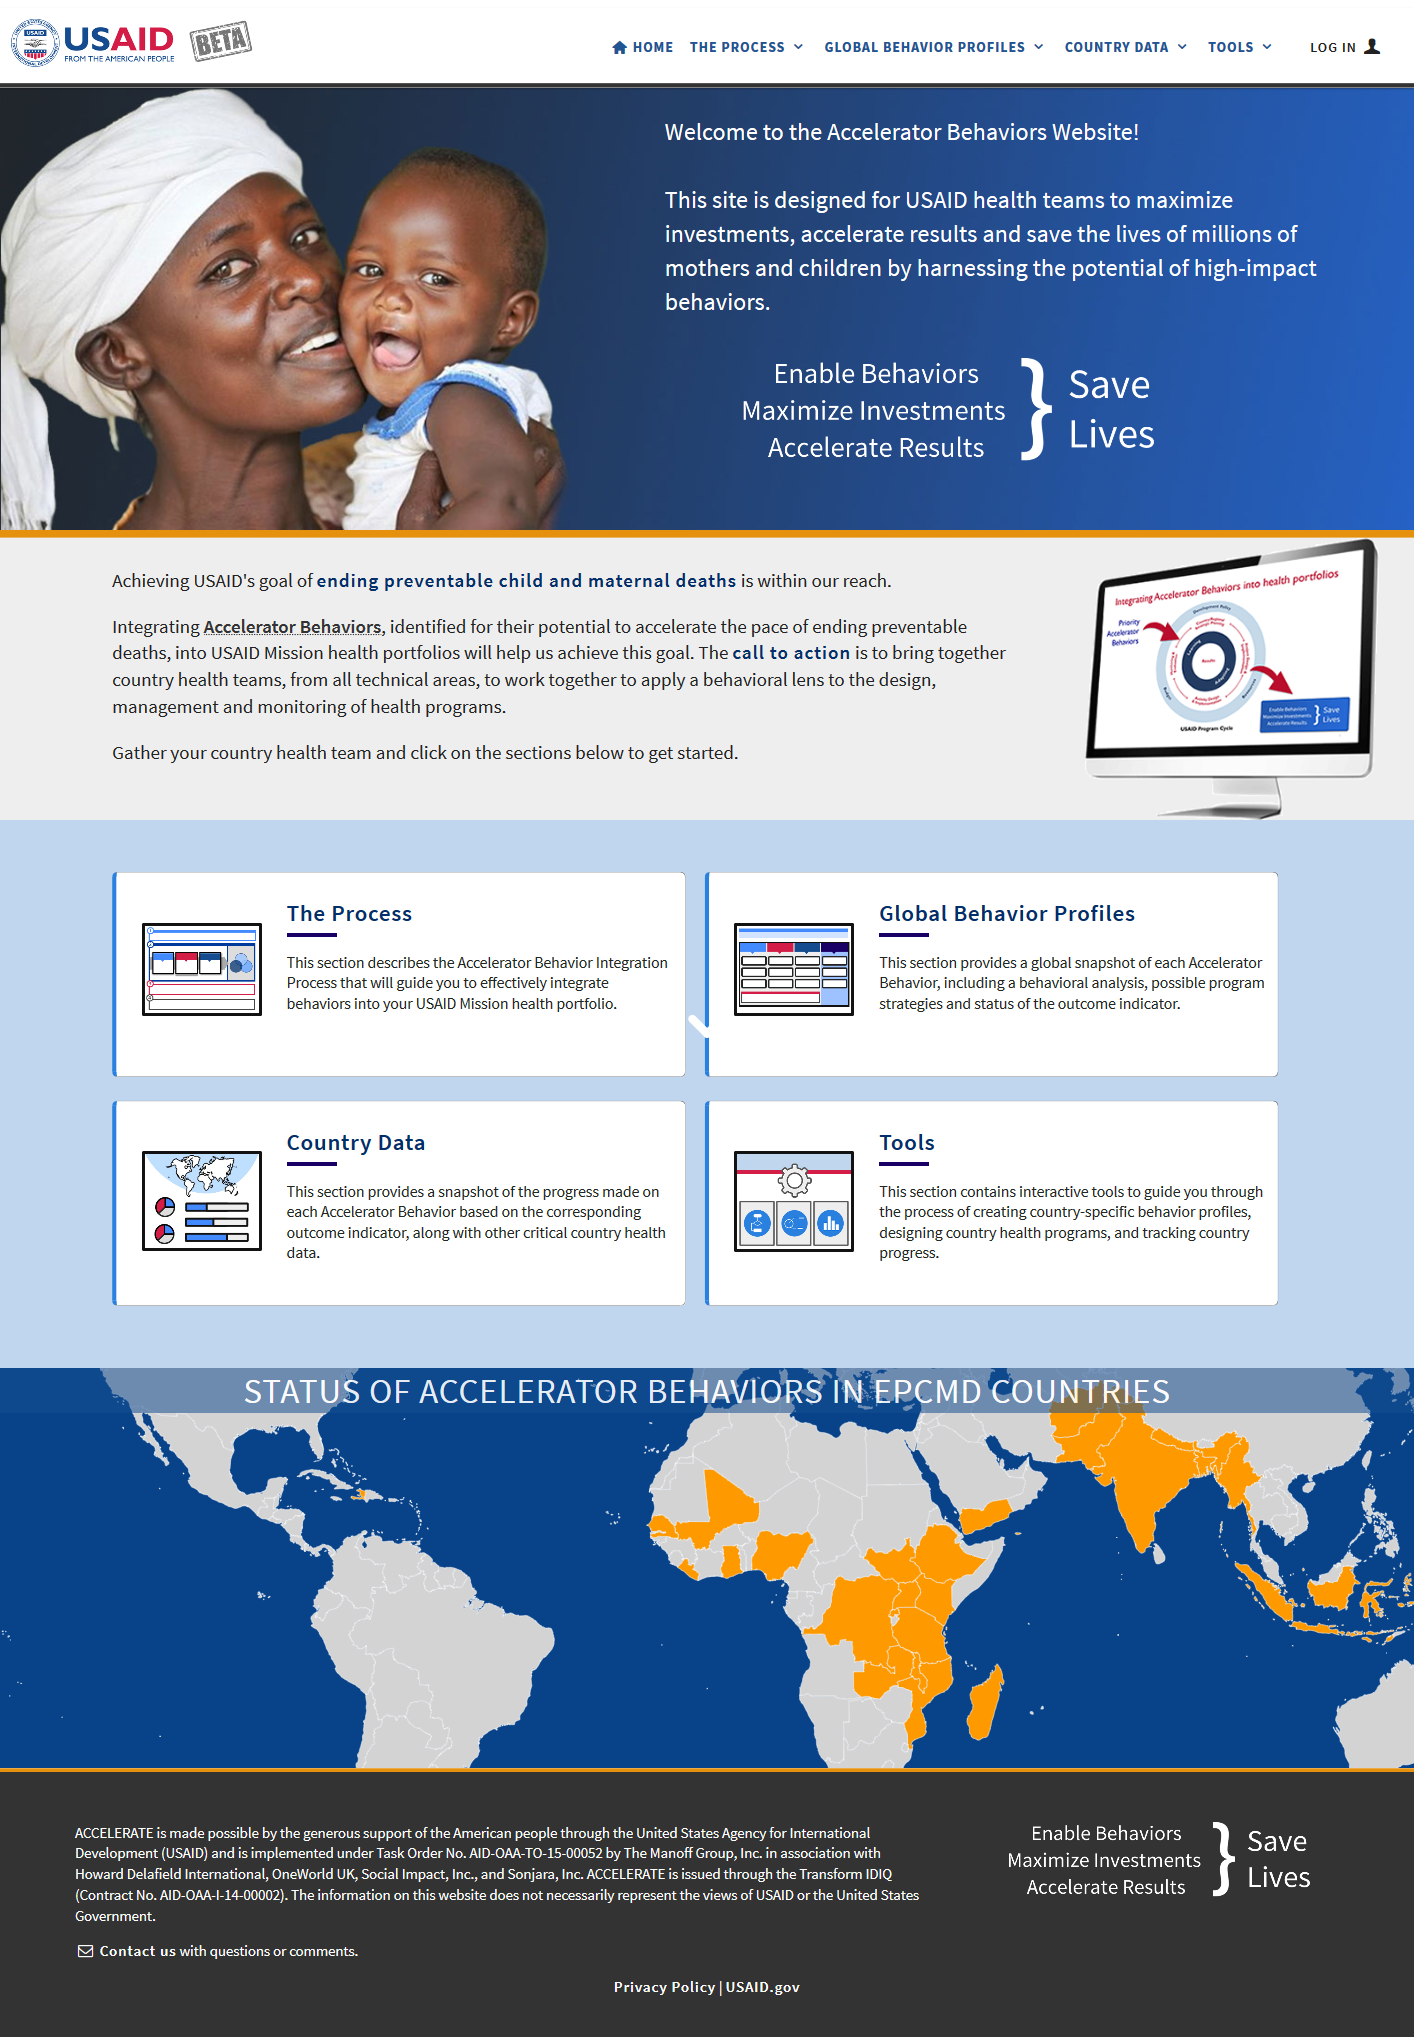 USAID
FROM THE AMERICAN PEOPLE
BETA
HOME THE PROCESS GLOBAL BEHAVIOR PROFILES COUNTRY DATA TOOLS LOG IN
Welcome to the Accelerator Behaviors Website!
This site is designed for USAID health teams to maximize
investments, accelerate results and save the lives of millions of
mothers and children by harnessing the potential of high-impact
behaviors.
Enable Behaviors
Maximize Investments
Accelerate Results
} Save
Lives
Achieving USAID's goal of ending preventable child and maternal deaths is within our reach.
Integrating Accelerator Behaviors, identified for their potential to accelerate the pace of ending preventable
deaths, into USAID Mission health portfolios will help us achieve this goal. The call to action is to bring together
country health teams, from all technical areas, to work together to apply a behavioral lens to the design,
management and monitoring of health programs.
Gather your country health team and click on the sections below to get started.
Integrating Accelerator Behaviors into health portfolios
Priority
Accelerator
Behaviors
Results
USAID Program Cycle
Enable Behaviors
Maximize Investments
Accelerate Results
} Save
Lives
The Process
This section describes the Accelerator Behavior Integration
Process that will guide you to effectively integrate
behaviors into your USAID Mission health portfolio.
Global Behavior Profiles
This section provides a global snapshot of each Accelerator
Behavior, including a behavioral analysis, possible program
strategies and status of the outcome indicator.
Country Data
This section provides a snapshot of the progress made on
each Accelerator Behavior based on the corresponding
outcome indicator, along with other critical country health
data.
Tools
This section contains interactive tools to guide you through
the process of creating country-specific behavior profiles,
designing country health programs, and tracking country
progress.
STATUS OF ACCELERATOR BEHAVIORS IN EPCMD COUNTRIES
ACCELERATE is made possible by the generous support of the American people through the United States Agency for International
Development (USAID) and is implemented under Task Order No. AID-OAA-TO-15-00052 by The Manoff Group, Inc. in association with
Howard Delafield International, OneWorld UK, Social Impact, Inc., and Sonjara, Inc. ACCELERATE is issued through the Transform IDIQ
(Contract No. AID-OAA-I-14-00002). The information on this website does not necessarily represent the views of USAID or the United States
Government.
Contact us with questions or comments.
Enable Behaviors
Maximize Investments
Accelerate Results
} Save
Lives
Privacy Policy | USAID.gov